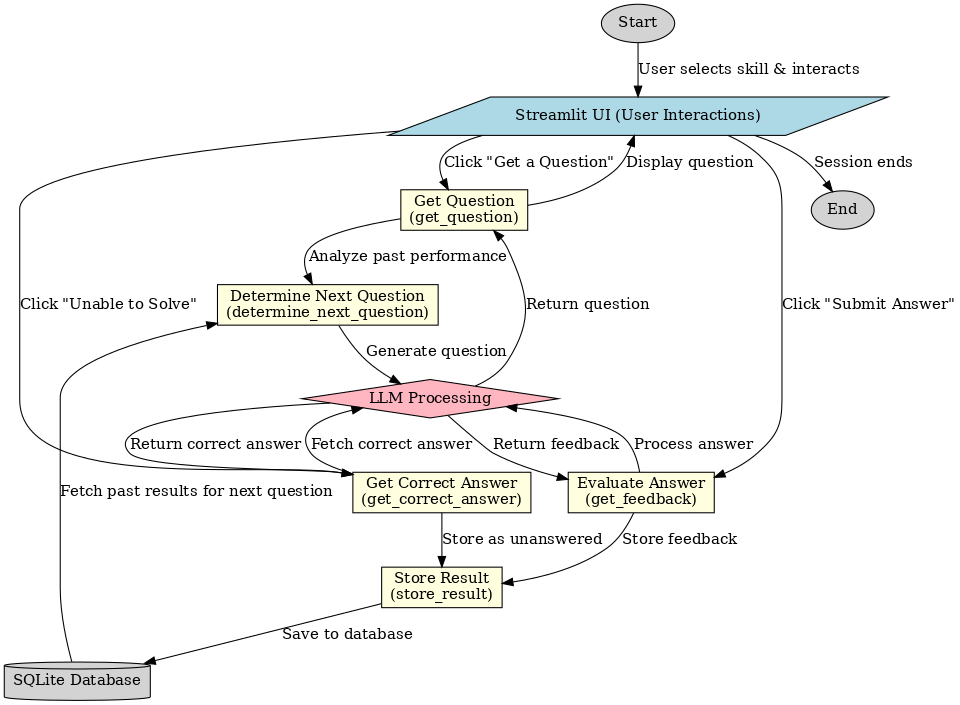 Start
User selects skill & interacts
Streamlit UI (User Interactions)
Click "Get a Question"
Display question
Session ends
Get Question
(get_question)
End
Analyze past performance
Determine Next Question
(determine_next_question)
Click "Unable to Solve"
Return question
Click "Submit Answer"
Generate question
LLM Processing
Return correct answer
Fetch correct answer
Return feedback
Process answer
Get Correct Answer
(get_correct_answer)
Evaluate Answer
(get_feedback)
Fetch past results for next question
Store as unanswered
Store feedback
Store Result
(store_result)
Save to database
SQLite Database